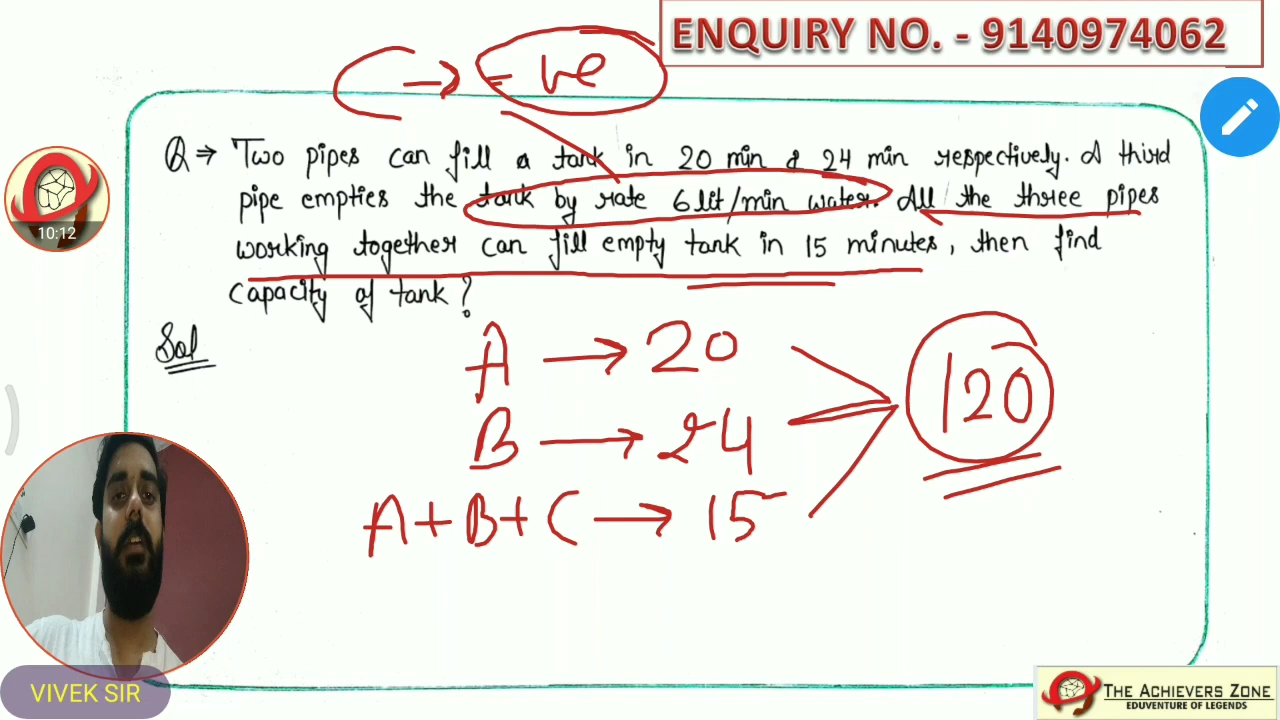 ENQUIRY NO. - 9140974062
C → - ve
Q ⇒ Two pipes can fill a tank in 20 min & 24 min respectively. A third
pipe empties the tank by rate 6 lit/min water. All the three pipes
working together can fill empty tank in 15 minutes, then find
capacity of tank?
10:12
Sol
A → 20
B → 24
120
A+B+C → 15
VIVEK SIR
THE ACHIEVERS ZONE
EDUVENTURE OF LEGENDS